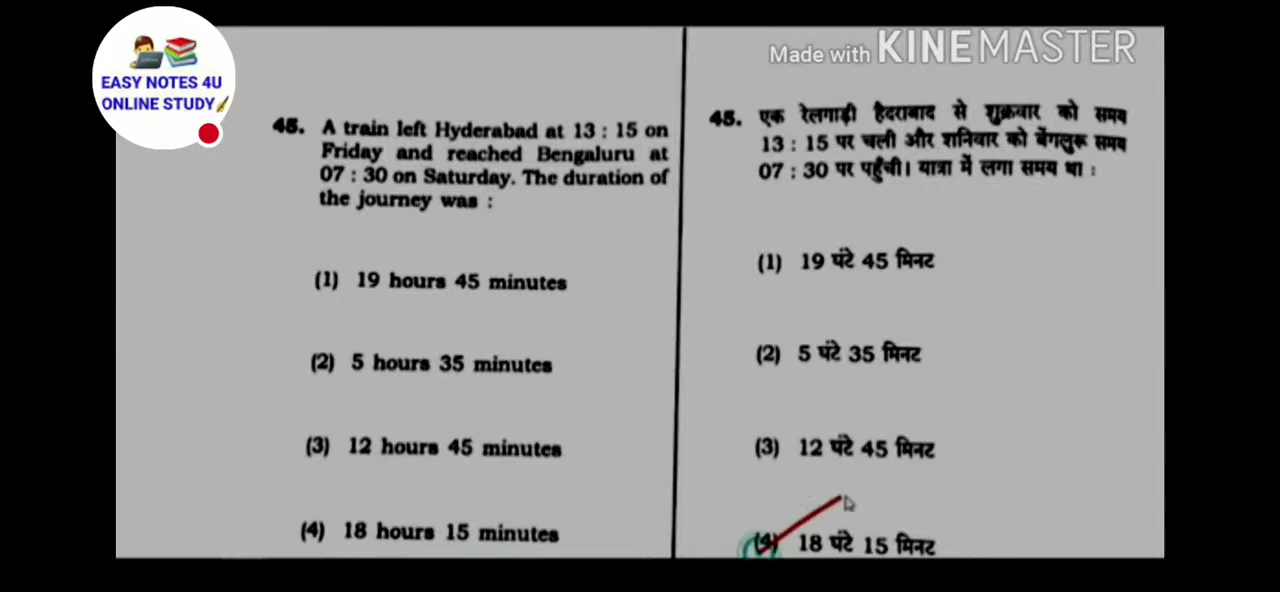 EASY NOTES 4U
ONLINE STUDY
Made with KINEMASTER
45. A train left Hyderabad at 13 : 15 on
Friday and reached Bengaluru at
07 : 30 on Saturday. The duration of
the journey was :
(1) 19 hours 45 minutes
(2) 5 hours 35 minutes
(3) 12 hours 45 minutes
(4) 18 hours 15 minutes
45. एक रेलगाड़ी हैदराबाद से शुक्रवार को समय
13 : 15 पर चली और शनिवार को बेंगलुरू समय
07 : 30 पर पहुँची। यात्रा में लगा समय था :
(1) 19 घंटे 45 मिनट
(2) 5 घंटे 35 मिनट
(3) 12 घंटे 45 मिनट
(4) 18 घंटे 15 मिनट